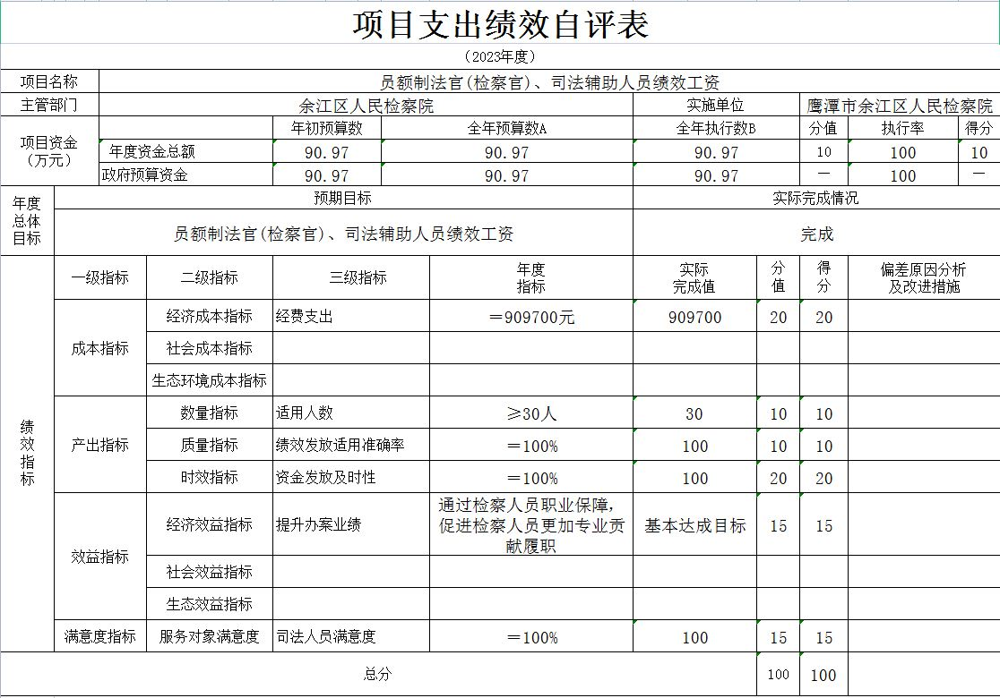 项目支出绩效自评表
（2023年度）
项目名称 员额制法官(检察官)、司法辅助人员绩效工资
主管部门 余江区人民检察院 实施单位 鹰潭市余江区人民检察院
项目资金（万元） 年初预算数 全年预算数A 全年执行数B 分值 执行率 得分
年度资金总额 90.97 90.97 90.97 10 100 10
政府预算资金 90.97 90.97 90.97 — 100 —
年度总体目标 预期目标 实际完成情况
员额制法官(检察官)、司法辅助人员绩效工资 完成
绩效指标 一级指标 二级指标 三级指标 年度指标 实际完成值 分值 得分 偏差原因分析及改进措施
成本指标 经济成本指标 经费支出 ＝909700元 909700 20 20
社会成本指标
生态环境成本指标
产出指标 数量指标 适用人数 ≥30人 30 10 10
质量指标 绩效发放适用准确率 ＝100% 100 10 10
时效指标 资金发放及时性 ＝100% 100 20 20
效益指标 经济效益指标 提升办案业绩 通过检察人员职业保障，促进检察人员更加专业贡献履职 基本达成目标 15 15
社会效益指标
生态效益指标
满意度指标 服务对象满意度 司法人员满意度 ＝100% 100 15 15
总分 100 100